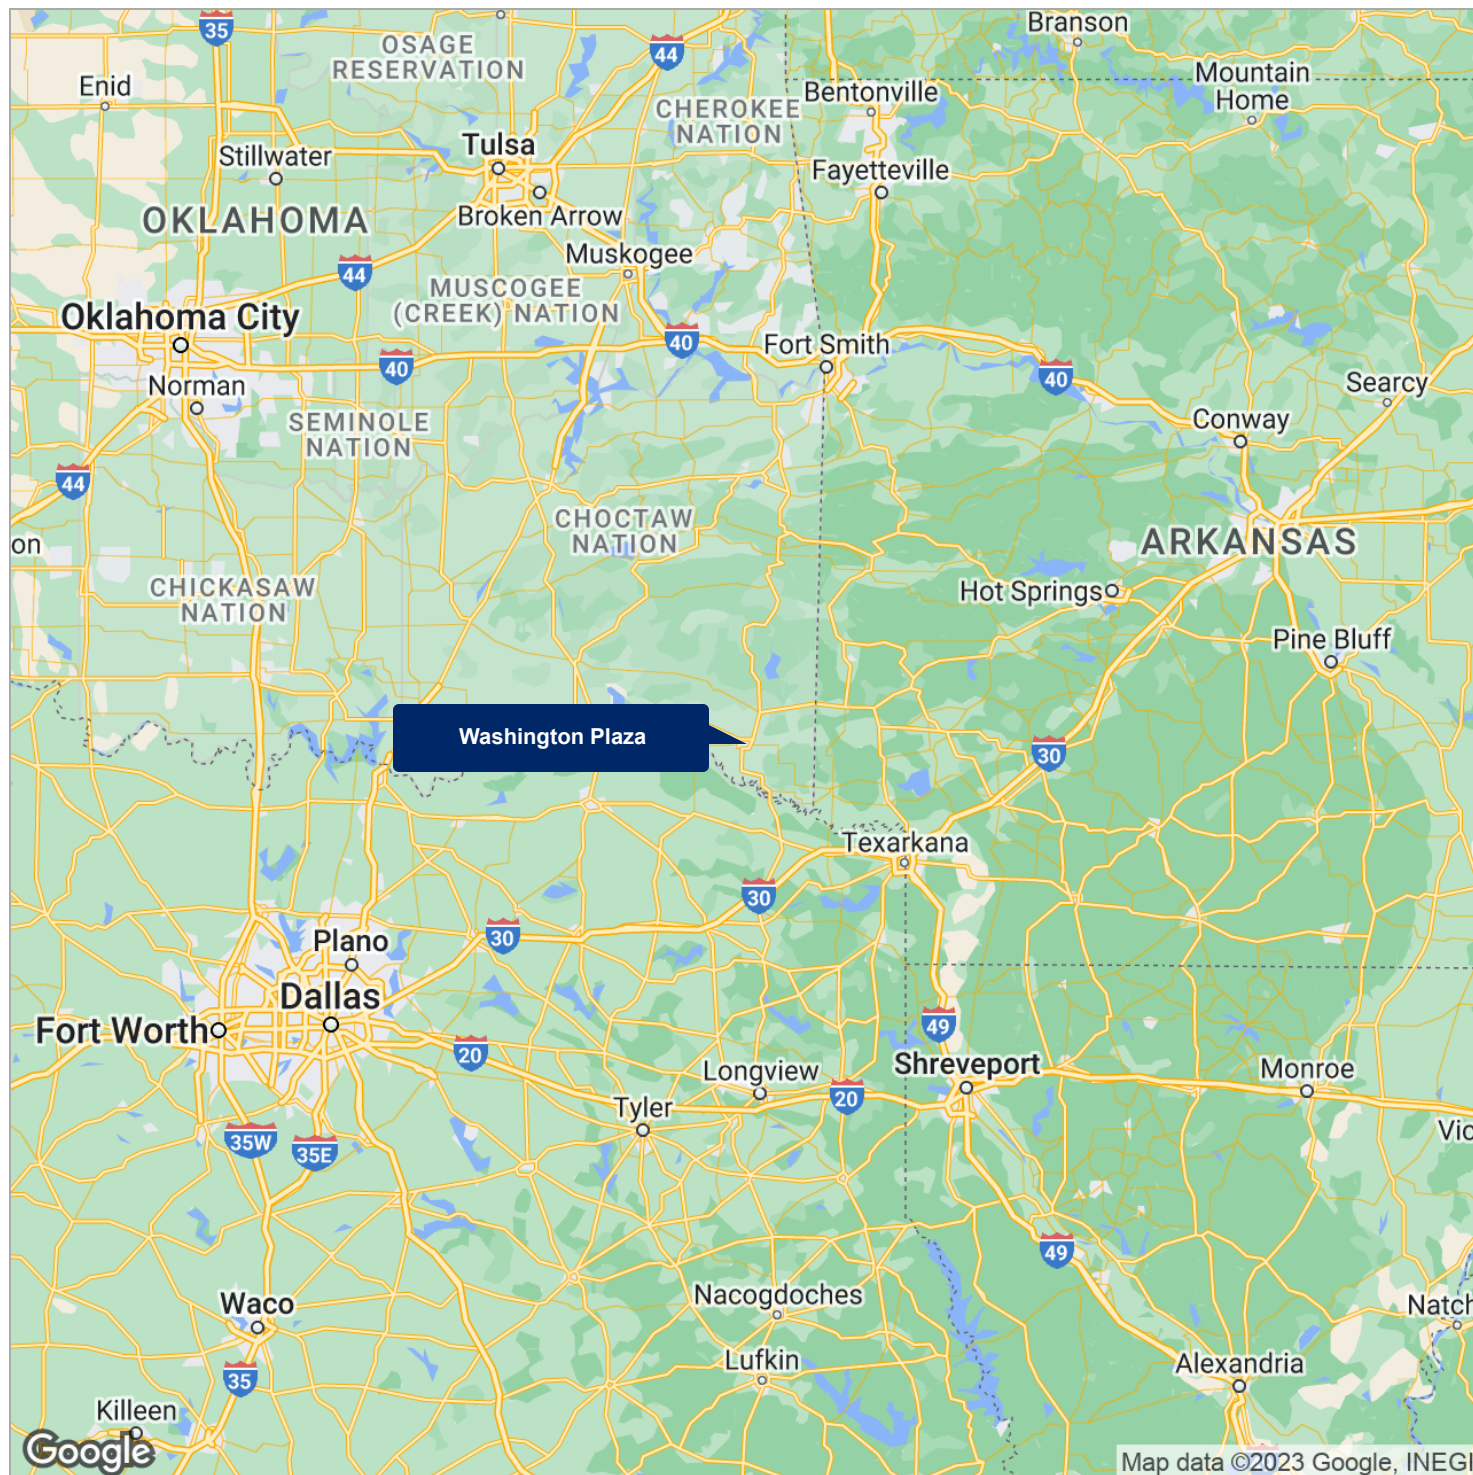 35
Branson
OSAGE
RESERVATION
44
Enid
Bentonville
Mountain
Home
CHEROKEE
NATION
Tulsa
Stillwater
Fayetteville
OKLAHOMA
Broken Arrow
Muskogee
44
MUSCOGEE
(CREEK) NATION
Oklahoma City
40
Fort Smith
40
40
Norman
Searcy
SEMINOLE
NATION
Conway
44
CHOCTAW
NATION
on
ARKANSAS
CHICKASAW
NATION
Hot Springs
Pine Bluff
Washington Plaza
30
Texarkana
30
30
Plano
Dallas
Fort Worth
49
20
Longview
Shreveport
Monroe
20
Tyler
Vic
35W
35E
49
Nacogdoches
Waco
Natch
Lufkin
Alexandria
35
Killeen
Google
Map data ©2023 Google, INEGI